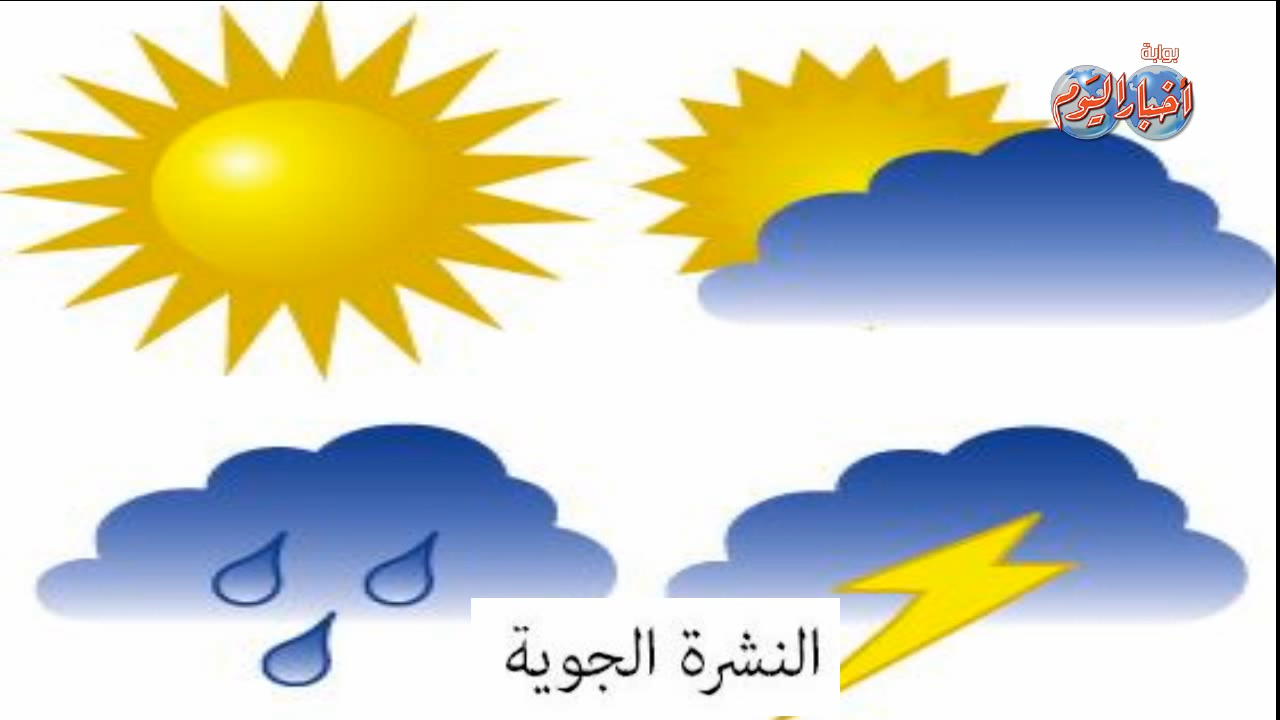 بوابة
أخبار اليوم
النشرة الجوية